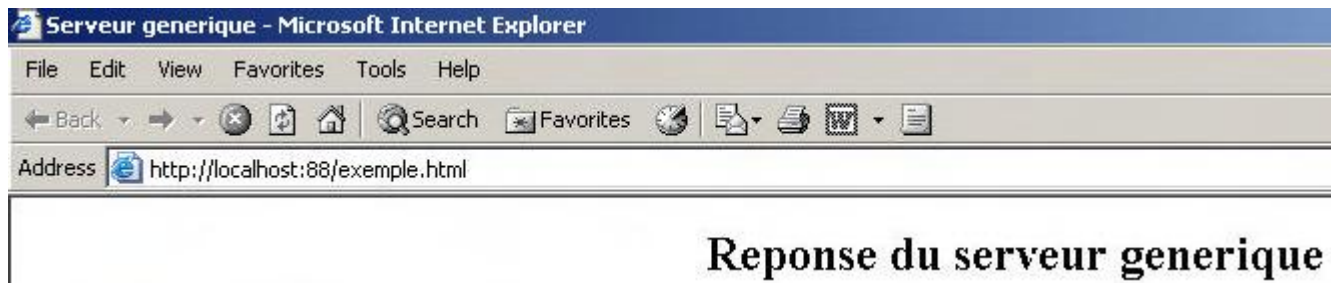 Serveur generique - Microsoft Internet Explorer
File Edit View Favorites Tools Help
Back Search Favorites
Address http://localhost:88/exemple.html
Reponse du serveur generique